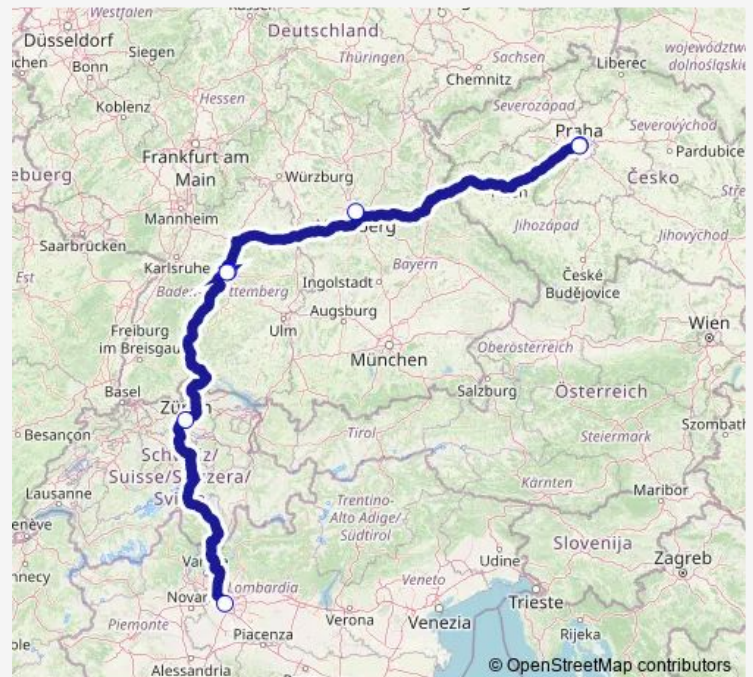 Westfalen
Kassel
Düsseldorf
Deutschland
Siegen
Thüringen
Sachsen
województwo
dolnośląskie
Bonn
Chemnitz
Liberec
Koblenz
Hessen
Severozápad
Praha
Severovýchod
Frankfurt am
Main
Würzburg
Pardubice
Česko
Mannheim
Jihozápad
Jihovýchod
Saarbrücken
Karlsruhe
Est
Bayern
Ingolstadt
České
Budějovice
Augsburg
Ulm
Freiburg
im Breisgau
München
Oberösterreich
Wien
Basel
Salzburg
Österreich
Besançon
Tirol
Steiermark
Suisse/Svizzera/
Lausanne
Kärnten
Maribor
Trentino-
Alto Adige/
Südtirol
Slovenija
Udine
Zagreb
Lombardia
Veneto
Trieste
Verona
Venezia
Piemonte
Piacenza
Rijeka
Alessandria
© OpenStreetMap contributors